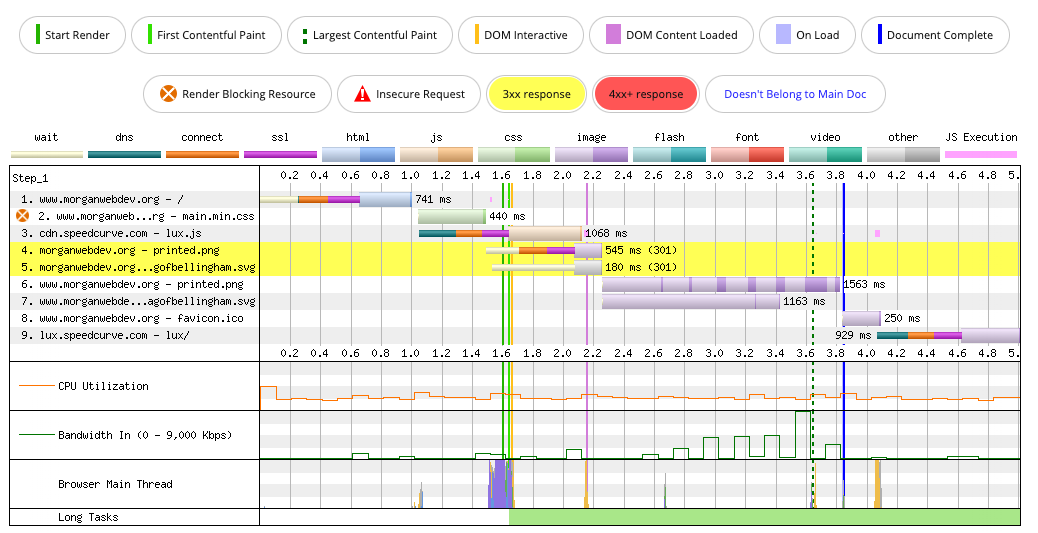 Start Render First Contentful Paint Largest Contentful Paint DOM Interactive DOM Content Loaded On Load Document Complete
Render Blocking Resource Insecure Request 3xx response 4xx+ response Doesn't Belong to Main Doc
wait dns connect ssl html js css image flash font video other JS Execution
Step_1 0.2 0.4 0.6 0.8 1.0 1.2 1.4 1.6 1.8 2.0 2.2 2.4 2.6 2.8 3.0 3.2 3.4 3.6 3.8 4.0 4.2 4.4 4.6 4.8 5.
1. www.morganwebdev.org - / 741 ms
2. www.morganweb...rg - main.min.css 440 ms
3. cdn.speedcurve.com - lux.js 1068 ms
4. morganwebdev.org - printed.png 545 ms (301)
5. morganwebdev.org...gofbellingham.svg 180 ms (301)
6. www.morganwebdev.org - printed.png 1563 ms
7. www.morganwebde...agofbellingham.svg 1163 ms
8. www.morganwebdev.org - favicon.ico 250 ms
9. lux.speedcurve.com - lux/ 929 ms
0.2 0.4 0.6 0.8 1.0 1.2 1.4 1.6 1.8 2.0 2.2 2.4 2.6 2.8 3.0 3.2 3.4 3.6 3.8 4.0 4.2 4.4 4.6 4.8 5.
CPU Utilization
Bandwidth In (0 - 9,000 Kbps)
Browser Main Thread
Long Tasks